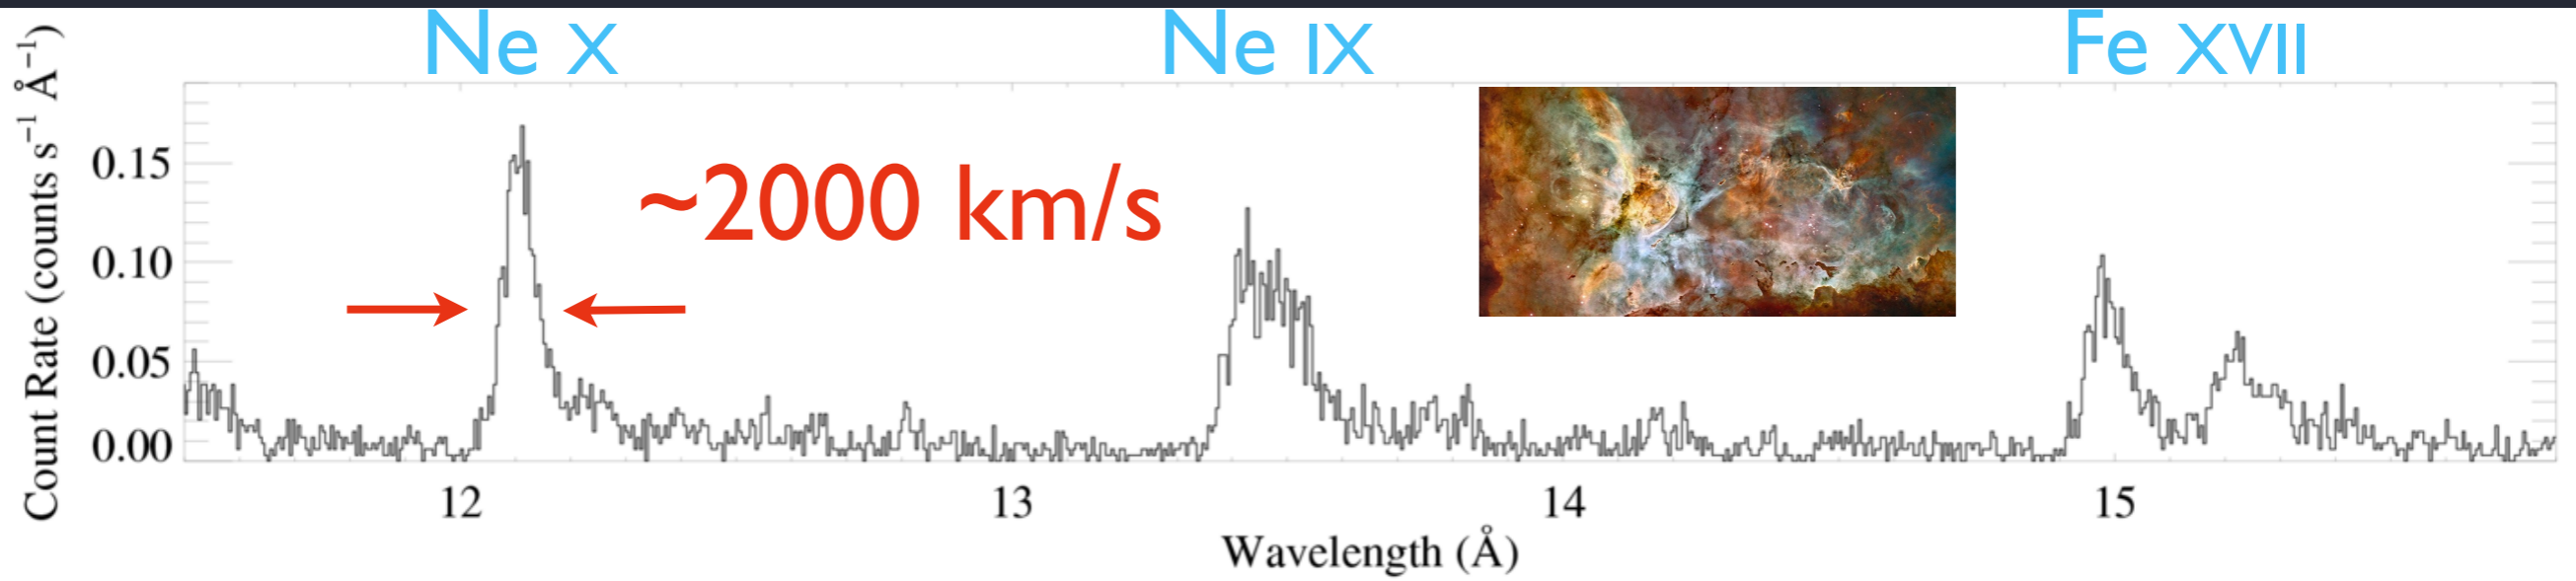 Ne X
Ne IX
Fe XVII
Count Rate (counts s⁻¹ Å⁻¹)
0.15
0.10
0.05
0.00
~2000 km/s
12
13
14
15
Wavelength (Å)